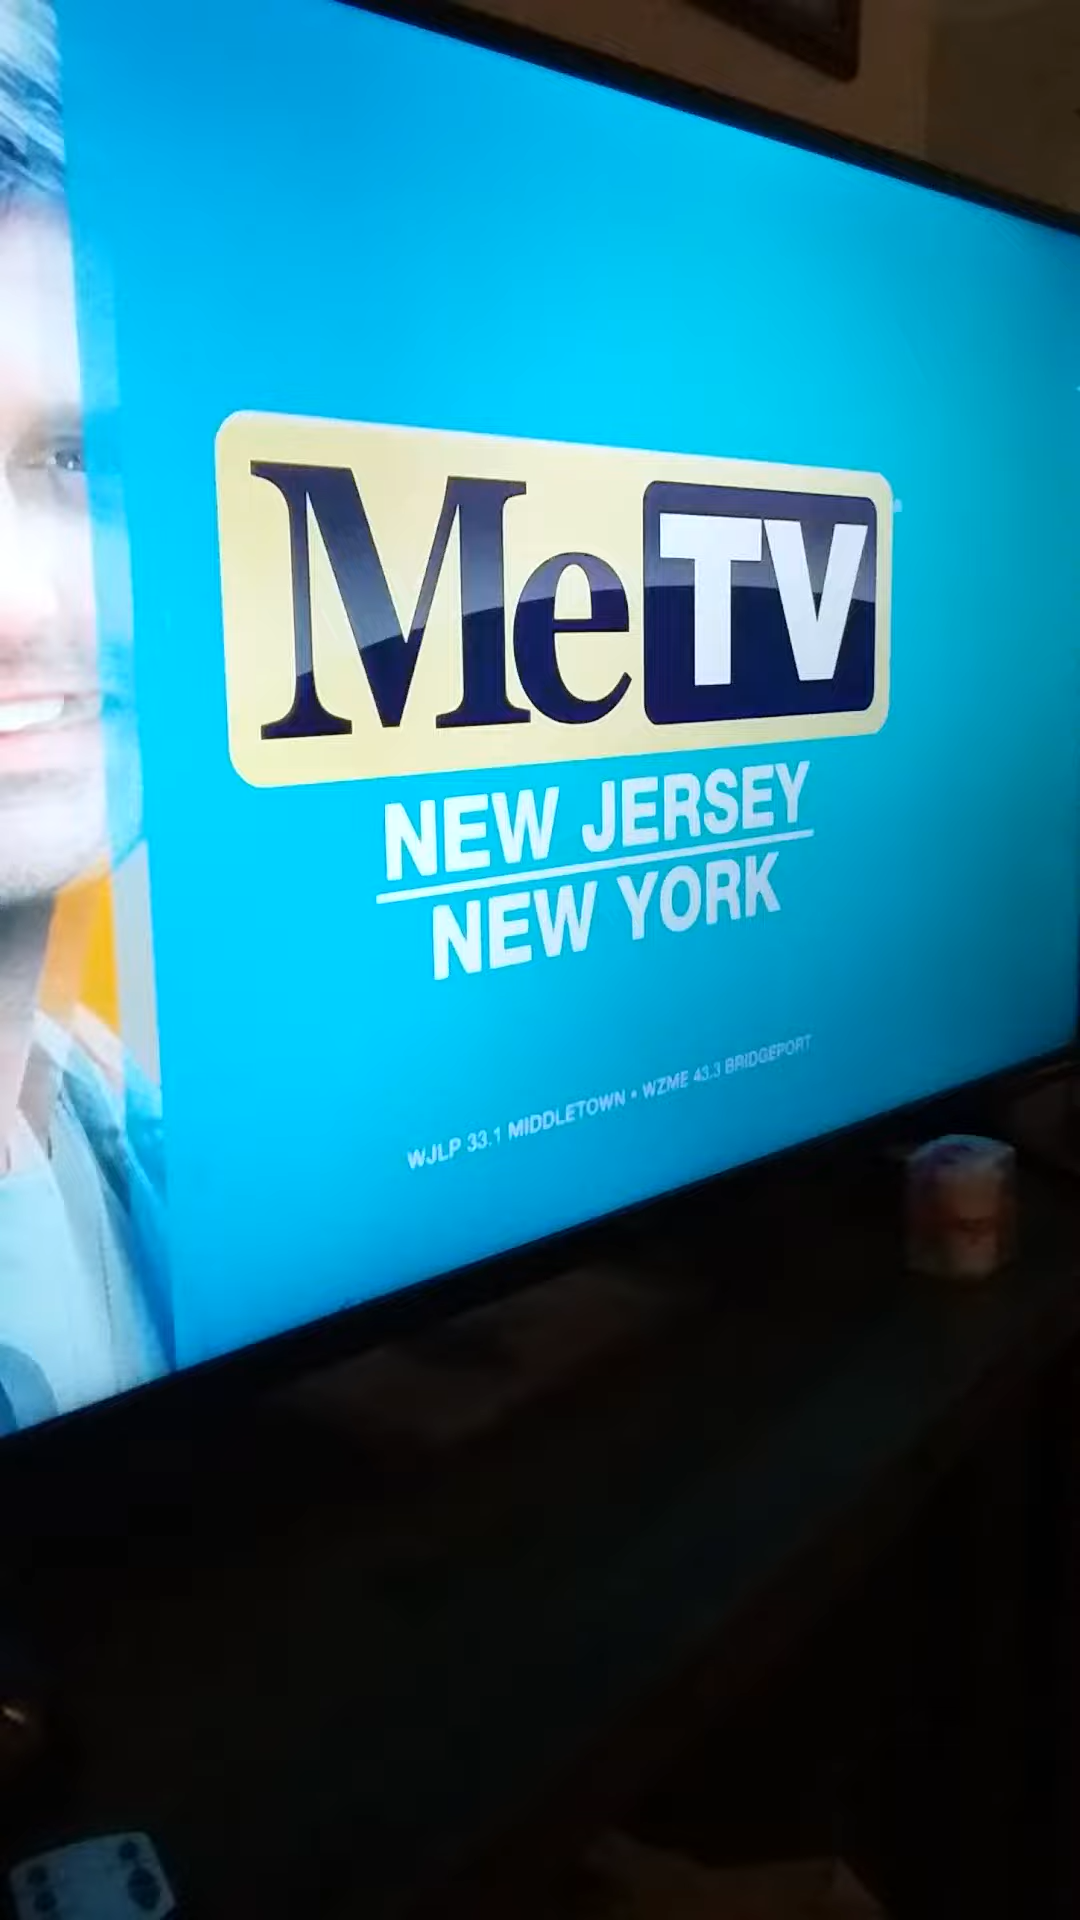 MeTV
NEW JERSEY
NEW YORK
WJLP 33.1 MIDDLETOWN • WZME 43.3 BRIDGEPORT